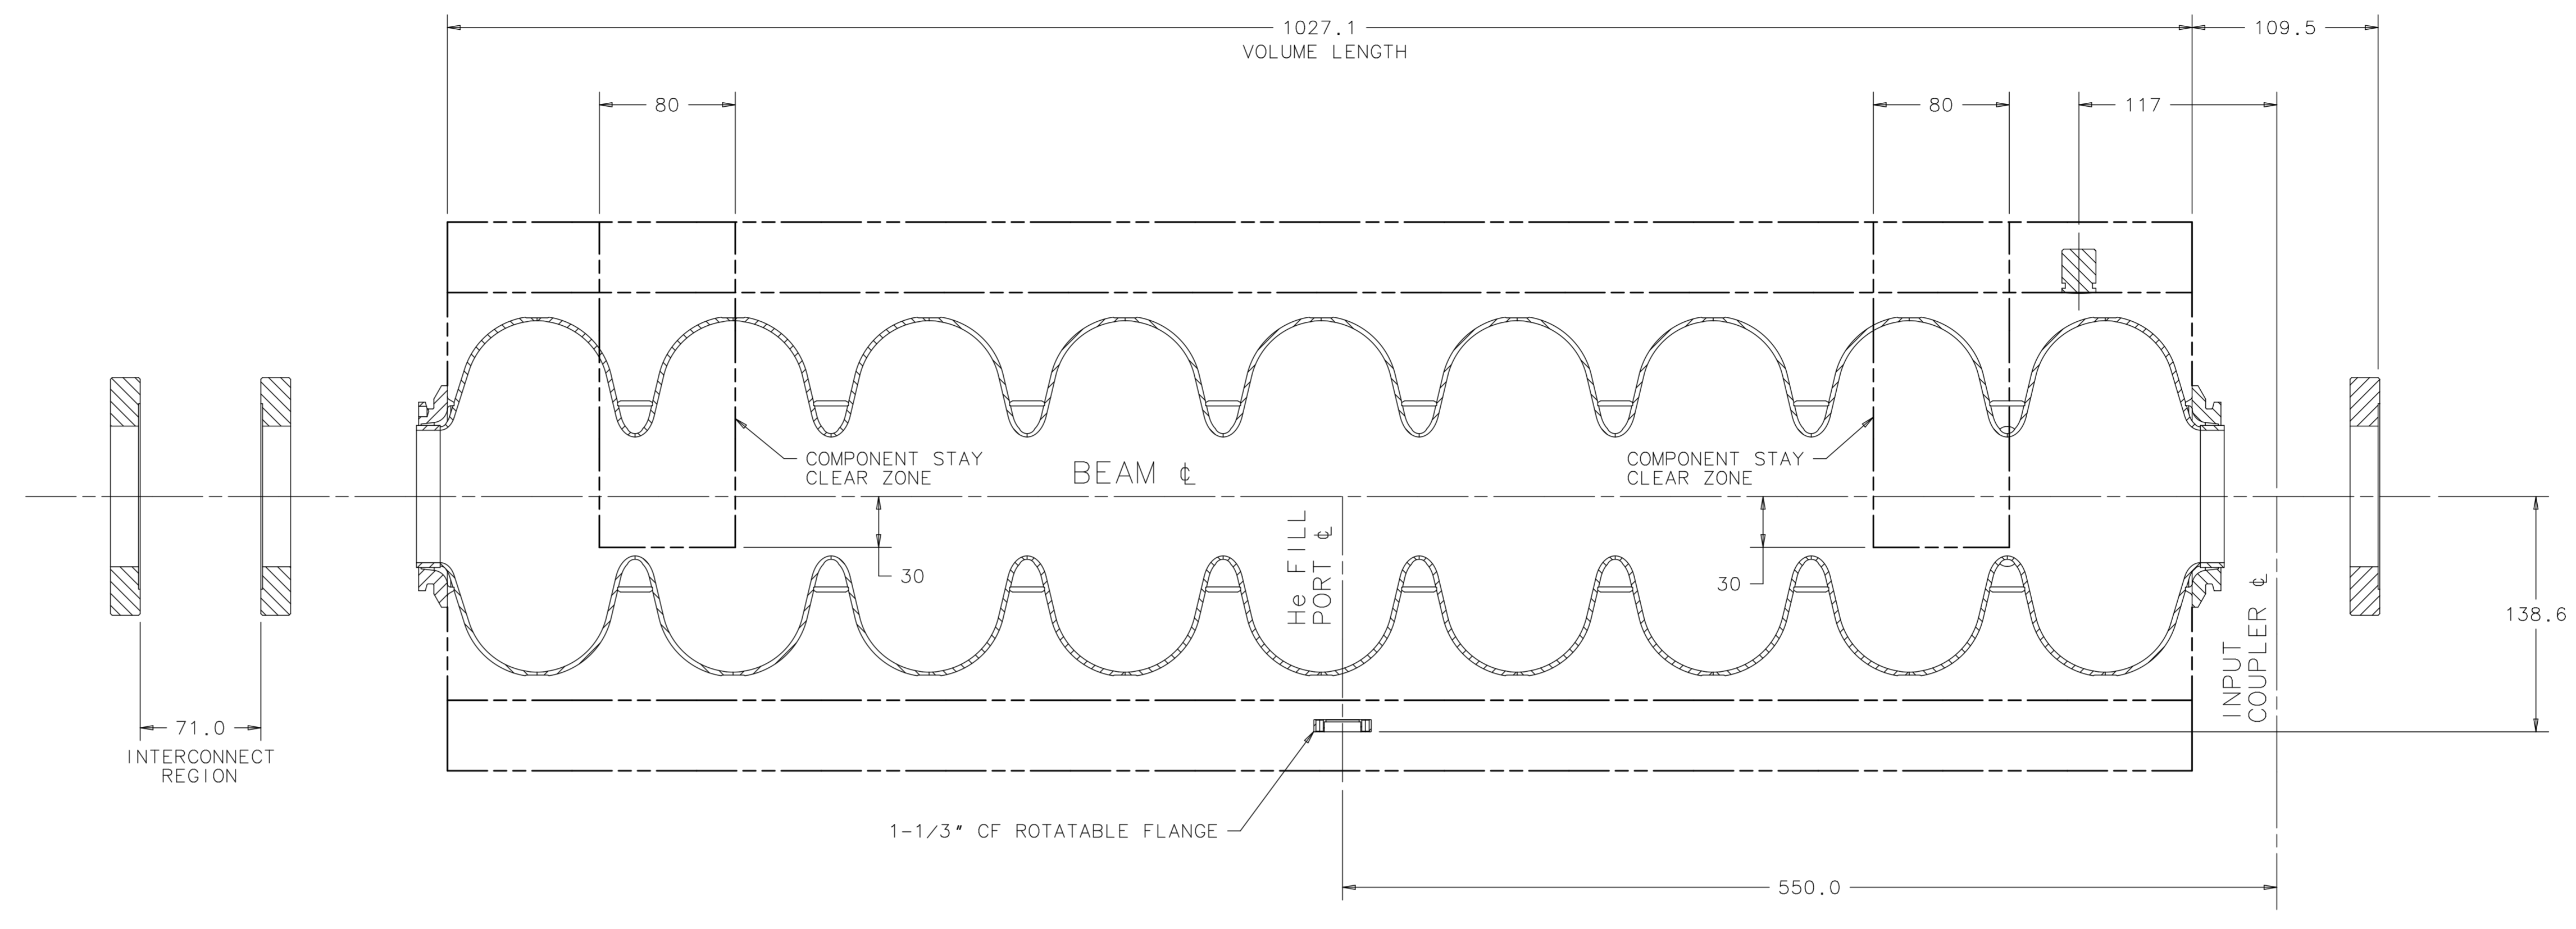 1027.1
VOLUME LENGTH
109.5
80
80
117
COMPONENT STAY
CLEAR ZONE
COMPONENT STAY
CLEAR ZONE
BEAM ℄
30
30
He FILL
PORT ℄
INPUT
COUPLER ℄
138.6
71.0
INTERCONNECT
REGION
1-1/3" CF ROTATABLE FLANGE
550.0